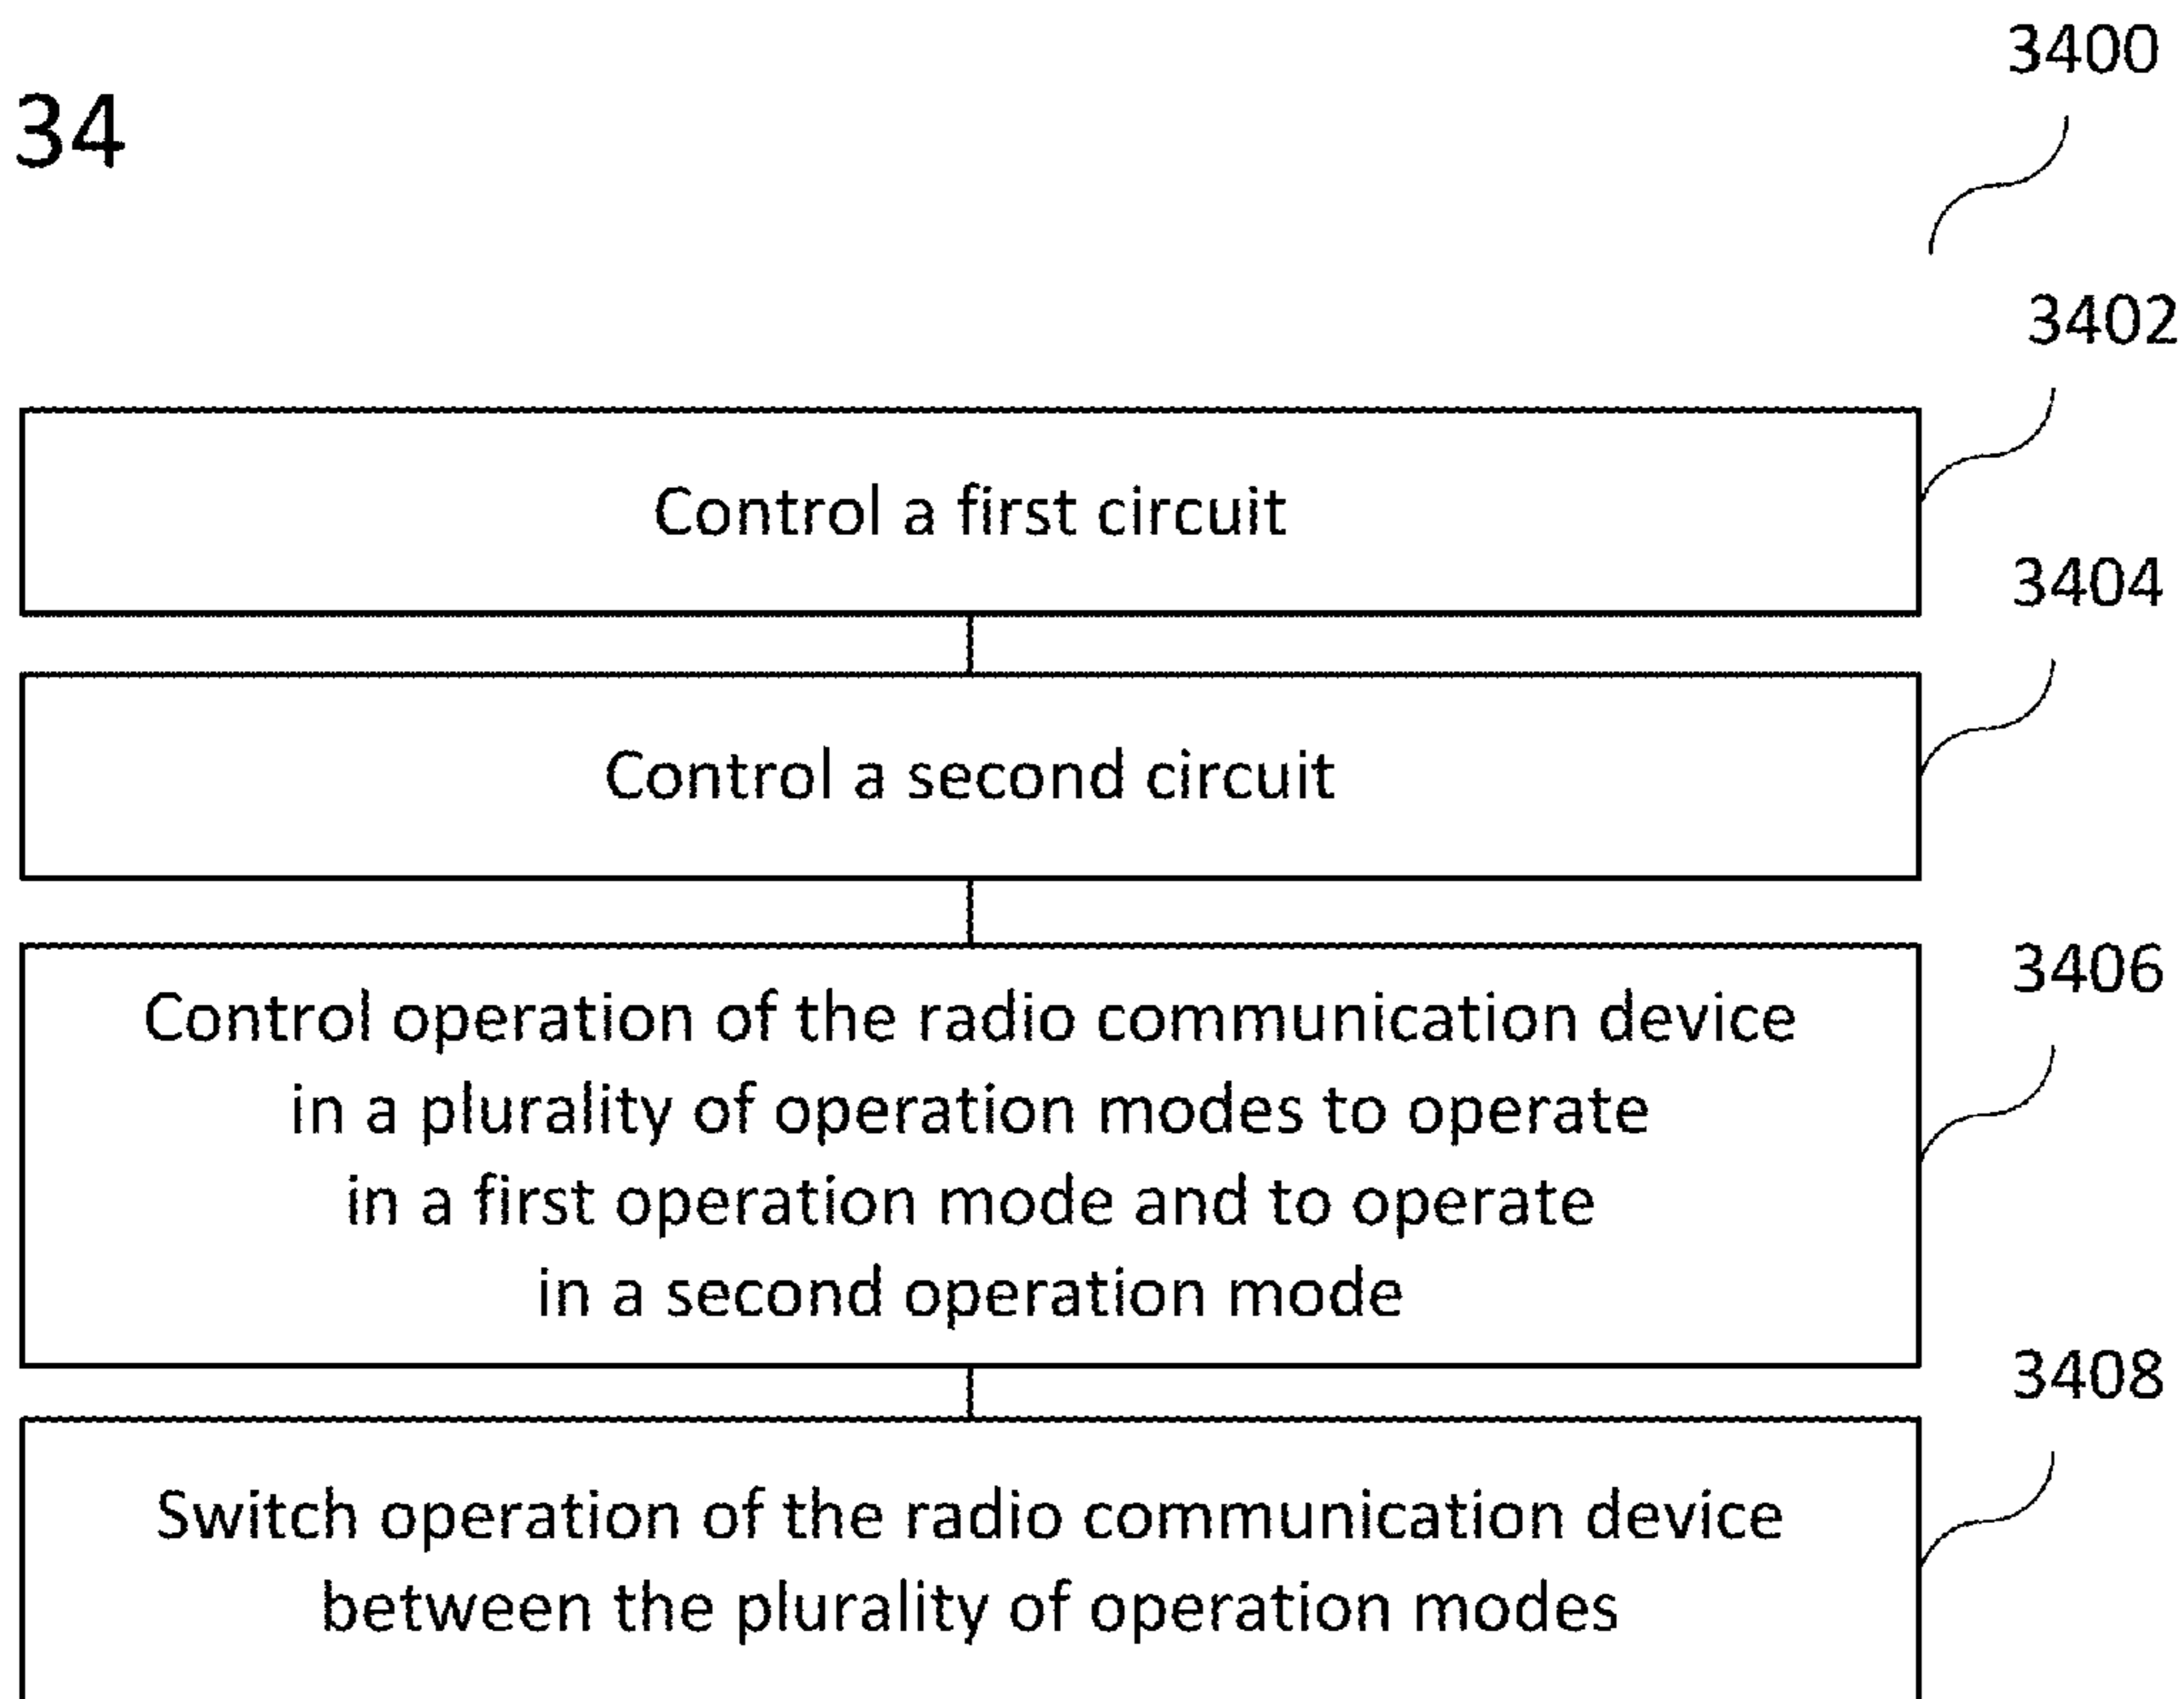 3400
34
3402
Control a first circuit
3404
Control a second circuit
3406
Control operation of the radio communication device
in a plurality of operation modes to operate
in a first operation mode and to operate
in a second operation mode
3408
Switch operation of the radio communication device
between the plurality of operation modes